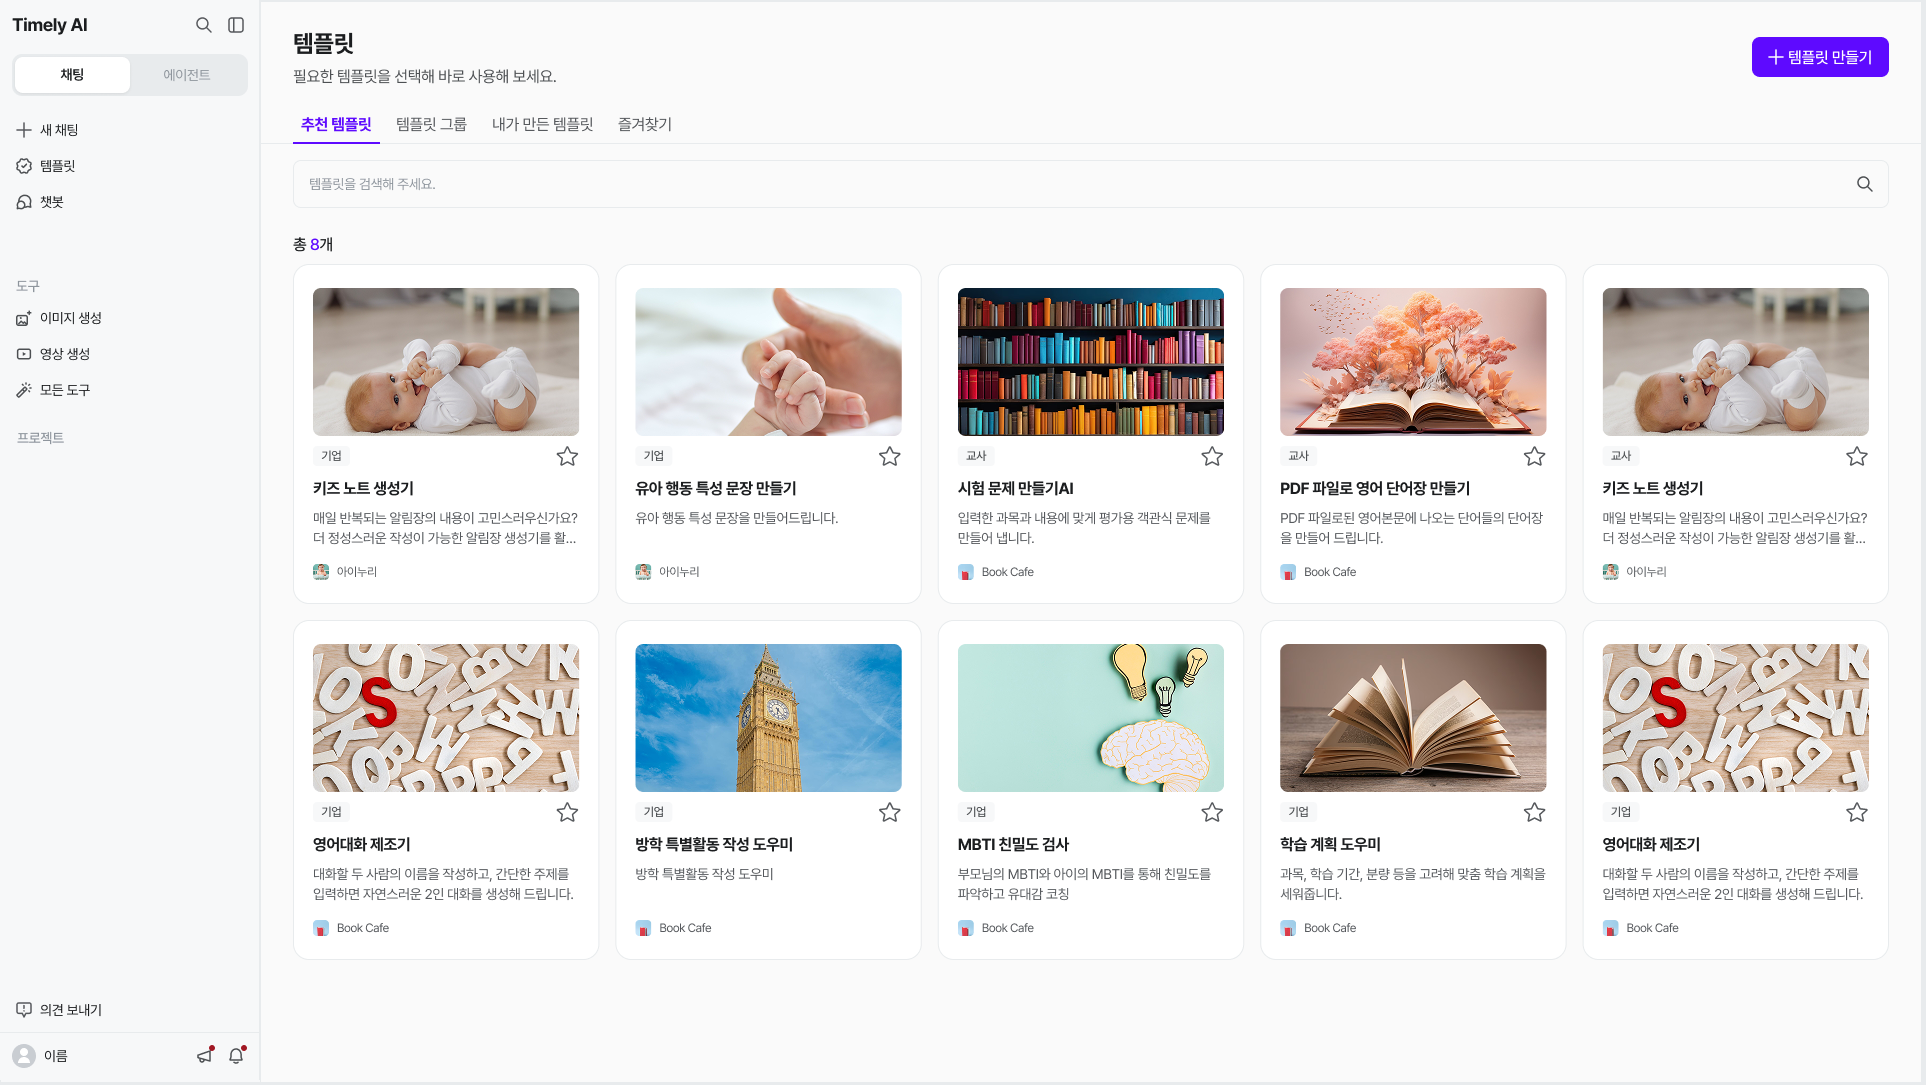 Timely AI
채팅
에이전트
새 채팅
템플릿
챗봇
도구
이미지 생성
영상 생성
모든 도구
프로젝트
의견 보내기
이름
템플릿
필요한 템플릿을 선택해 바로 사용해 보세요.
템플릿 만들기
추천 템플릿
템플릿 그룹
내가 만든 템플릿
즐겨찾기
템플릿을 검색해 주세요.
총 8개
기업
키즈 노트 생성기
매일 반복되는 알림장의 내용이 고민스러우신가요?
더 정성스러운 작성이 가능한 알림장 생성기를 활...
아이누리
기업
유아 행동 특성 문장 만들기
유아 행동 특성 문장을 만들어드립니다.
아이누리
교사
시험 문제 만들기AI
입력한 과목과 내용에 맞게 평가용 객관식 문제를
만들어 냅니다.
Book Cafe
교사
PDF 파일로 영어 단어장 만들기
PDF 파일로된 영어본문에 나오는 단어들의 단어장
을 만들어 드립니다.
Book Cafe
교사
키즈 노트 생성기
매일 반복되는 알림장의 내용이 고민스러우신가요?
더 정성스러운 작성이 가능한 알림장 생성기를 활...
아이누리
기업
영어대화 제조기
대화할 두 사람의 이름을 작성하고, 간단한 주제를
입력하면 자연스러운 2인 대화를 생성해 드립니다.
Book Cafe
기업
방학 특별활동 작성 도우미
방학 특별활동 작성 도우미
Book Cafe
기업
MBTI 친밀도 검사
부모님의 MBTI와 아이의 MBTI를 통해 친밀도를
파악하고 유대감 코칭
Book Cafe
기업
학습 계획 도우미
과목, 학습 기간, 분량 등을 고려해 맞춤 학습 계획을
세워줍니다.
Book Cafe
기업
영어대화 제조기
대화할 두 사람의 이름을 작성하고, 간단한 주제를
입력하면 자연스러운 2인 대화를 생성해 드립니다.
Book Cafe